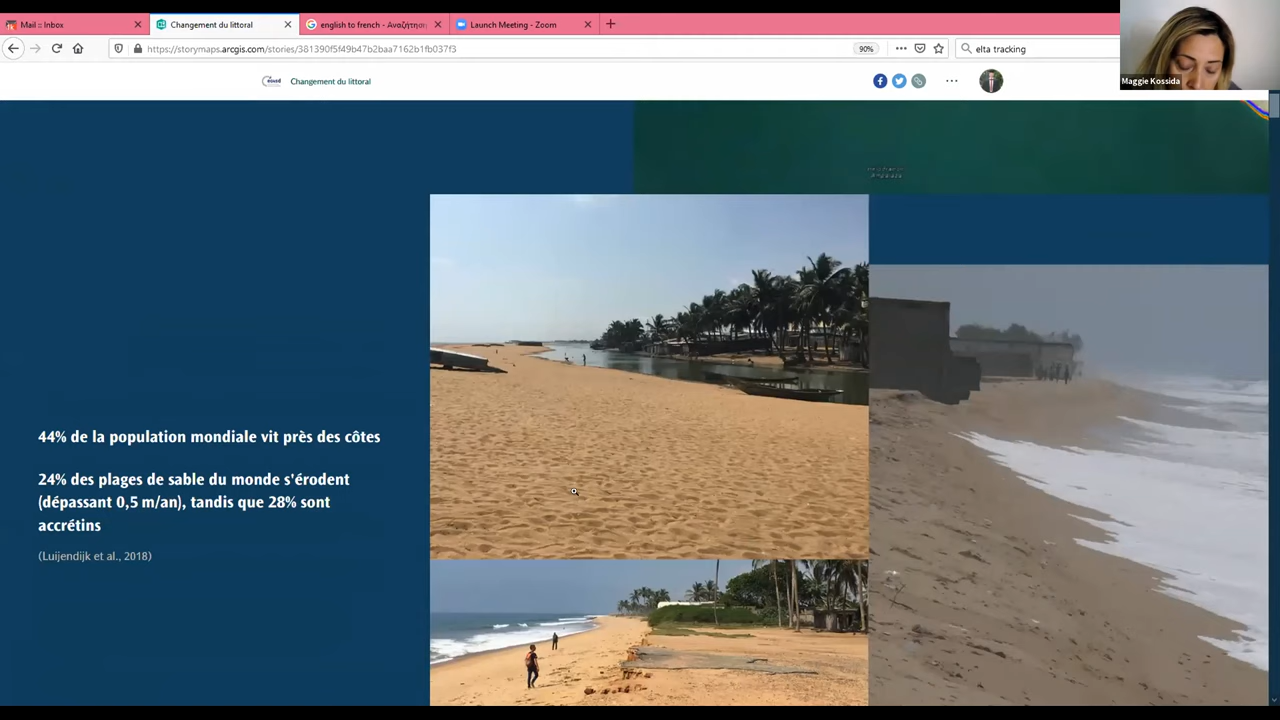 Mail :: Inbox
Changement du littoral
english to french - Αναζήτηση
Launch Meeting - Zoom
https://storymaps.arcgis.com/stories/381390f5f49b47b2baa7162b1fb037f3
90%
elta tracking
Maggie Kossida
Changement du littoral
44% de la population mondiale vit près des côtes
24% des plages de sable du monde s'érodent
(dépassant 0,5 m/an), tandis que 28% sont
accrétins
(Luijendijk et al., 2018)